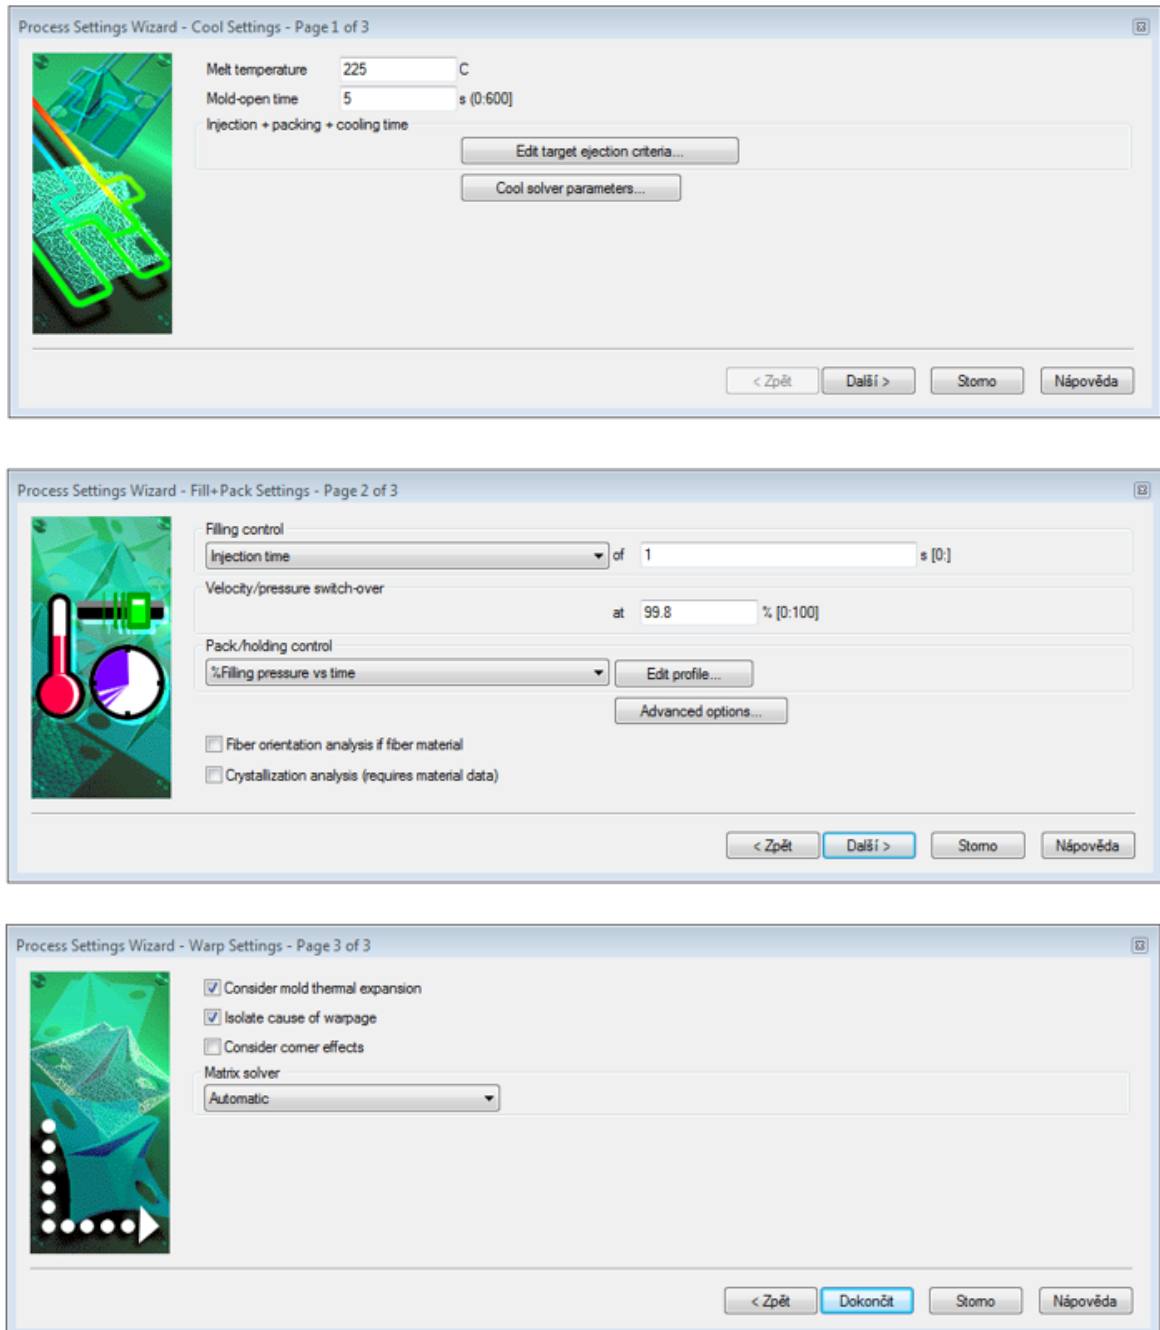 Process Settings Wizard - Cool Settings - Page 1 of 3
Melt temperature 225 C
Mold-open time 5 s (0:600]
Injection + packing + cooling time
Edit target ejection criteria...
Cool solver parameters...
< Zpět Další > Storno Nápověda
Process Settings Wizard - Fill+Pack Settings - Page 2 of 3
Filling control
Injection time of 1 s [0:]
Velocity/pressure switch-over
at 99.8 % [0:100]
Pack/holding control
%Filling pressure vs time Edit profile...
Advanced options...
Fiber orientation analysis if fiber material
Crystallization analysis (requires material data)
< Zpět Další > Storno Nápověda
Process Settings Wizard - Warp Settings - Page 3 of 3
Consider mold thermal expansion
Isolate cause of warpage
Consider corner effects
Matrix solver
Automatic
< Zpět Dokončit Storno Nápověda